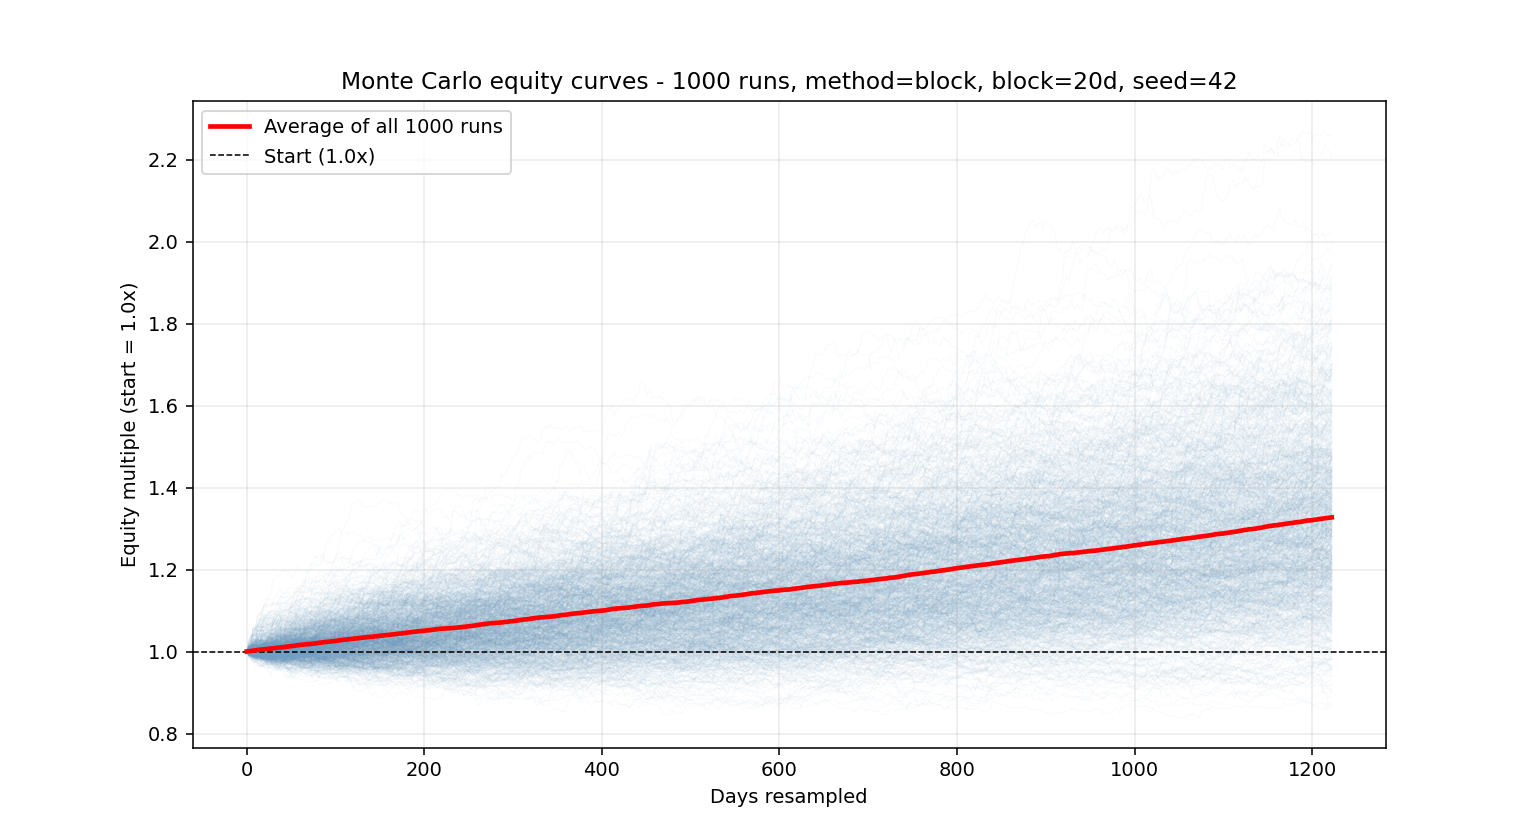 Monte Carlo equity curves - 1000 runs, method=block, block=20d, seed=42
Average of all 1000 runs
Start (1.0x)
Equity multiple (start = 1.0x)
2.2
2.0
1.8
1.6
1.4
1.2
1.0
0.8
0 200 400 600 800 1000 1200
Days resampled